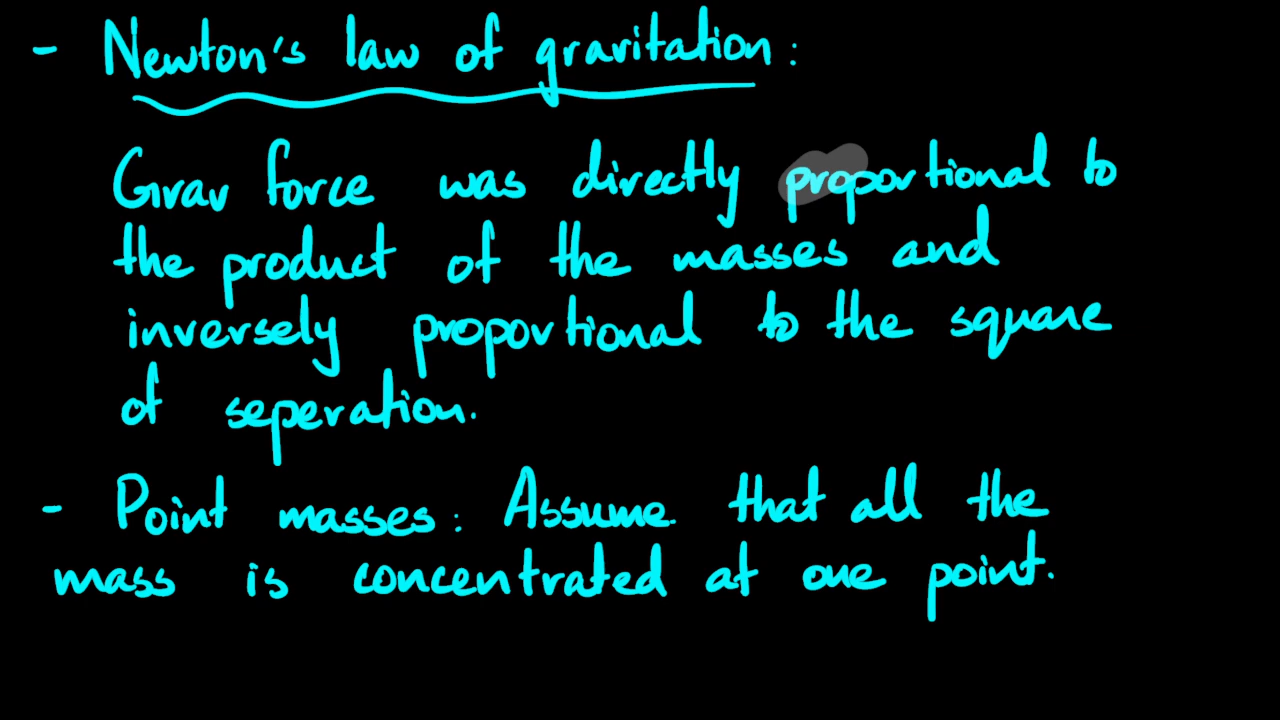 - Newton's law of gravitation:
Grav force was directly proportional to
the product of the masses and
inversely proportional to the square
of seperation.
- Point masses: Assume that all the
mass is concentrated at one point.